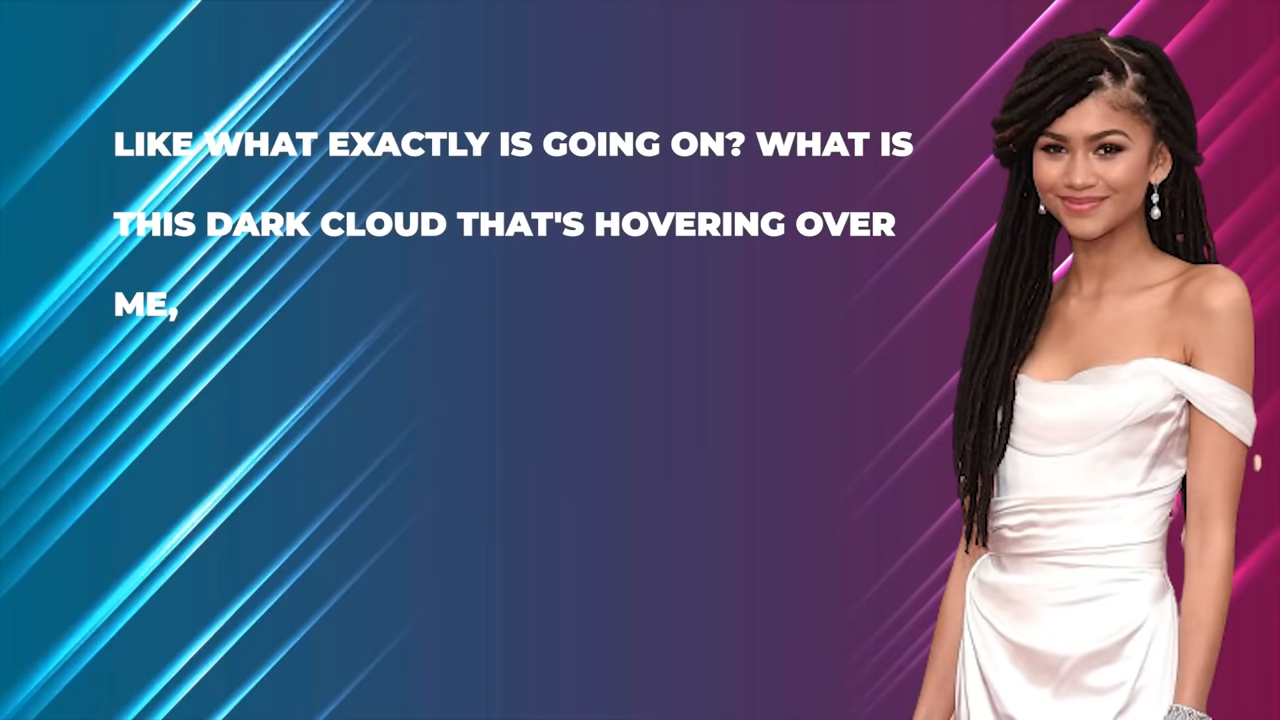 LIKE WHAT EXACTLY IS GOING ON? WHAT IS
THIS DARK CLOUD THAT'S HOVERING OVER
ME,